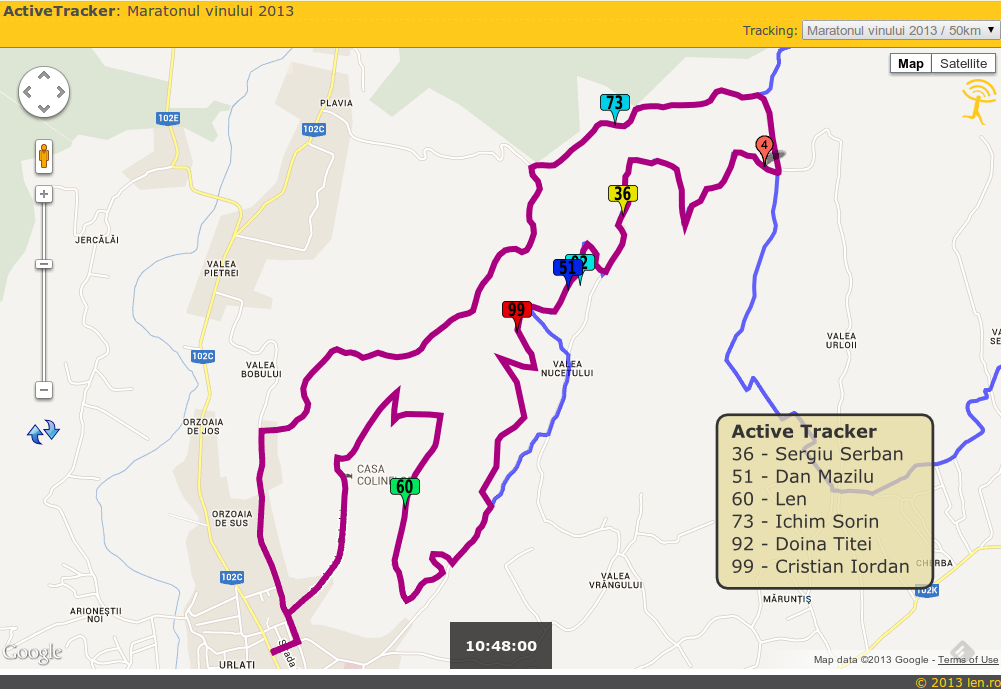 ActiveTracker: Maratonul vinului 2013
Tracking: Maratonul vinului 2013 / 50km
Map Satellite
PLAVIA
102E
102C
73
4
36
JERCĂLĂI
VALEA
PIETREI
92
51
99
102C
VALEA
BOBULUI
VALEA
NUCETULUI
VALEA
URLOII
ORZOAIA
DE JOS
CASA
60
ORZOAIA
DE SUS
Active Tracker
36 - Sergiu Serban
51 - Dan Mazilu
60 - Len
73 - Ichim Sorin
92 - Doina Titei
99 - Cristian Iordan
102C
VALEA
VRÂNGULUI
CHERBA
102K
MĂRUNȚIȘ
ARIONEȘTII
NOI
10:48:00
Google
URLATI
Map data ©2013 Google - Terms of Use
© 2013 len.ro